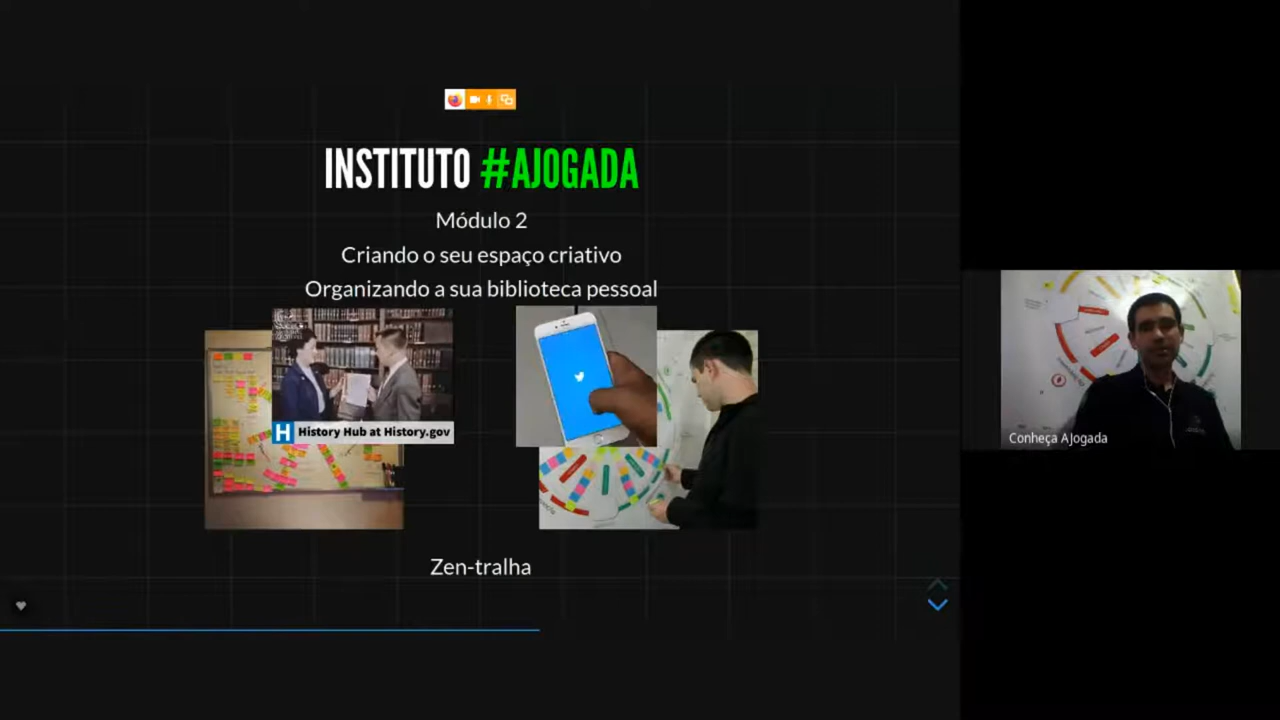 INSTITUTO #AJOGADA
Módulo 2
Criando o seu espaço criativo
Organizando a sua biblioteca pessoal
H History Hub at History.gov
Zen-tralha
Conheça AJogada